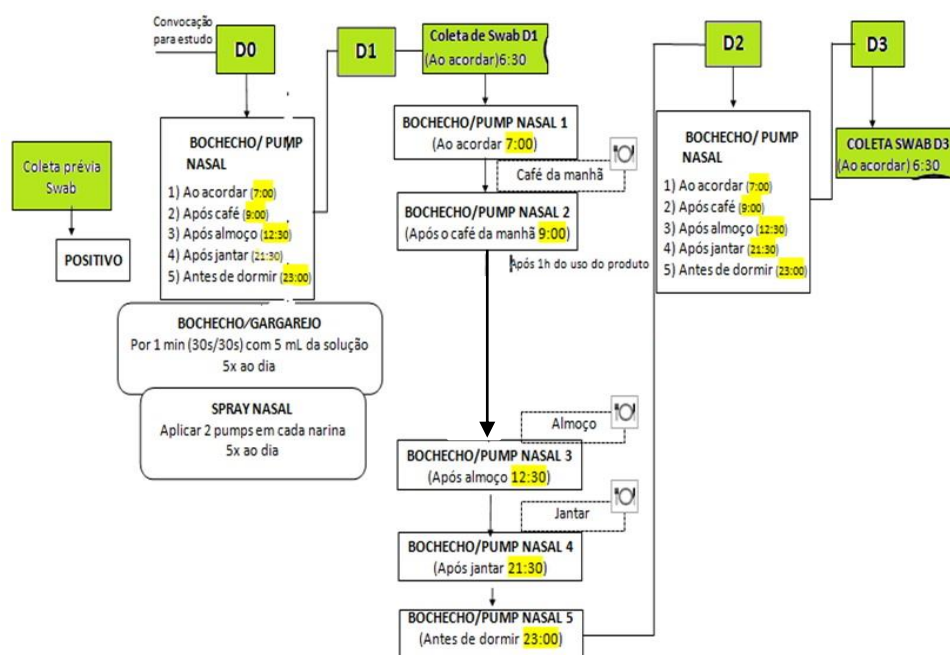 Convocação
para estudo
D0
BOCHECHO/ PUMP
NASAL
1) Ao acordar (7:00)
2) Após café (9:00)
3) Após almoço (12:30)
4) Após jantar (21:30)
5) Antes de dormir (23:00)
Coleta prévia
Swab
POSITIVO
BOCHECHO/GARGAREJO
Por 1 min (30s/30s) com 5 mL da solução
5x ao dia
SPRAY NASAL
Aplicar 2 pumps em cada narina
5x ao dia
D1
Coleta de Swab D1
(Ao acordar)6:30
BOCHECHO/PUMP NASAL 1
(Ao acordar 7:00)
Café da manhã
BOCHECHO/PUMP NASAL 2
(Após o café da manhã 9:00)
Após 1h do uso do produto
Almoço
BOCHECHO/PUMP NASAL 3
(Após almoço 12:30)
Jantar
BOCHECHO/PUMP NASAL 4
(Após jantar 21:30)
BOCHECHO/PUMP NASAL 5
(Antes de dormir 23:00)
D2
BOCHECHO/ PUMP
NASAL
1) Ao acordar (7:00)
2) Após café (9:00)
3) Após almoço (12:30)
4) Após jantar (21:30)
5) Antes de dormir (23:00)
D3
COLETA SWAB D3
(Ao acordar) 6:30